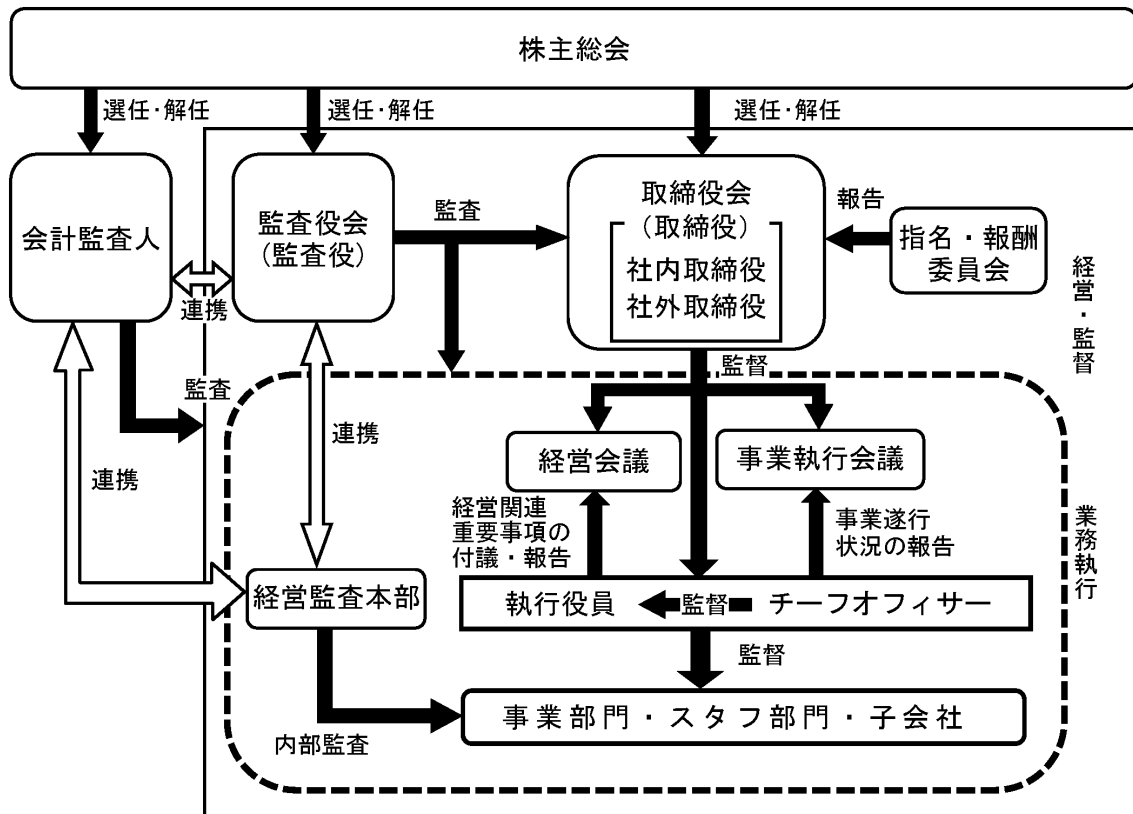 株主総会
選任・解任
選任・解任
選任・解任
会計監査人
監査役会
(監査役)
監査
取締役会
(取締役)
社内取締役
社外取締役
報告
指名・報酬
委員会
連携
経営・監督
監査
監督
連携
連携
経営会議
事業執行会議
経営関連
重要事項の
付議・報告
事業遂行
状況の報告
業務執行
経営監査本部
執行役員
監督
チーフオフィサー
監督
内部監査
事業部門・スタフ部門・子会社